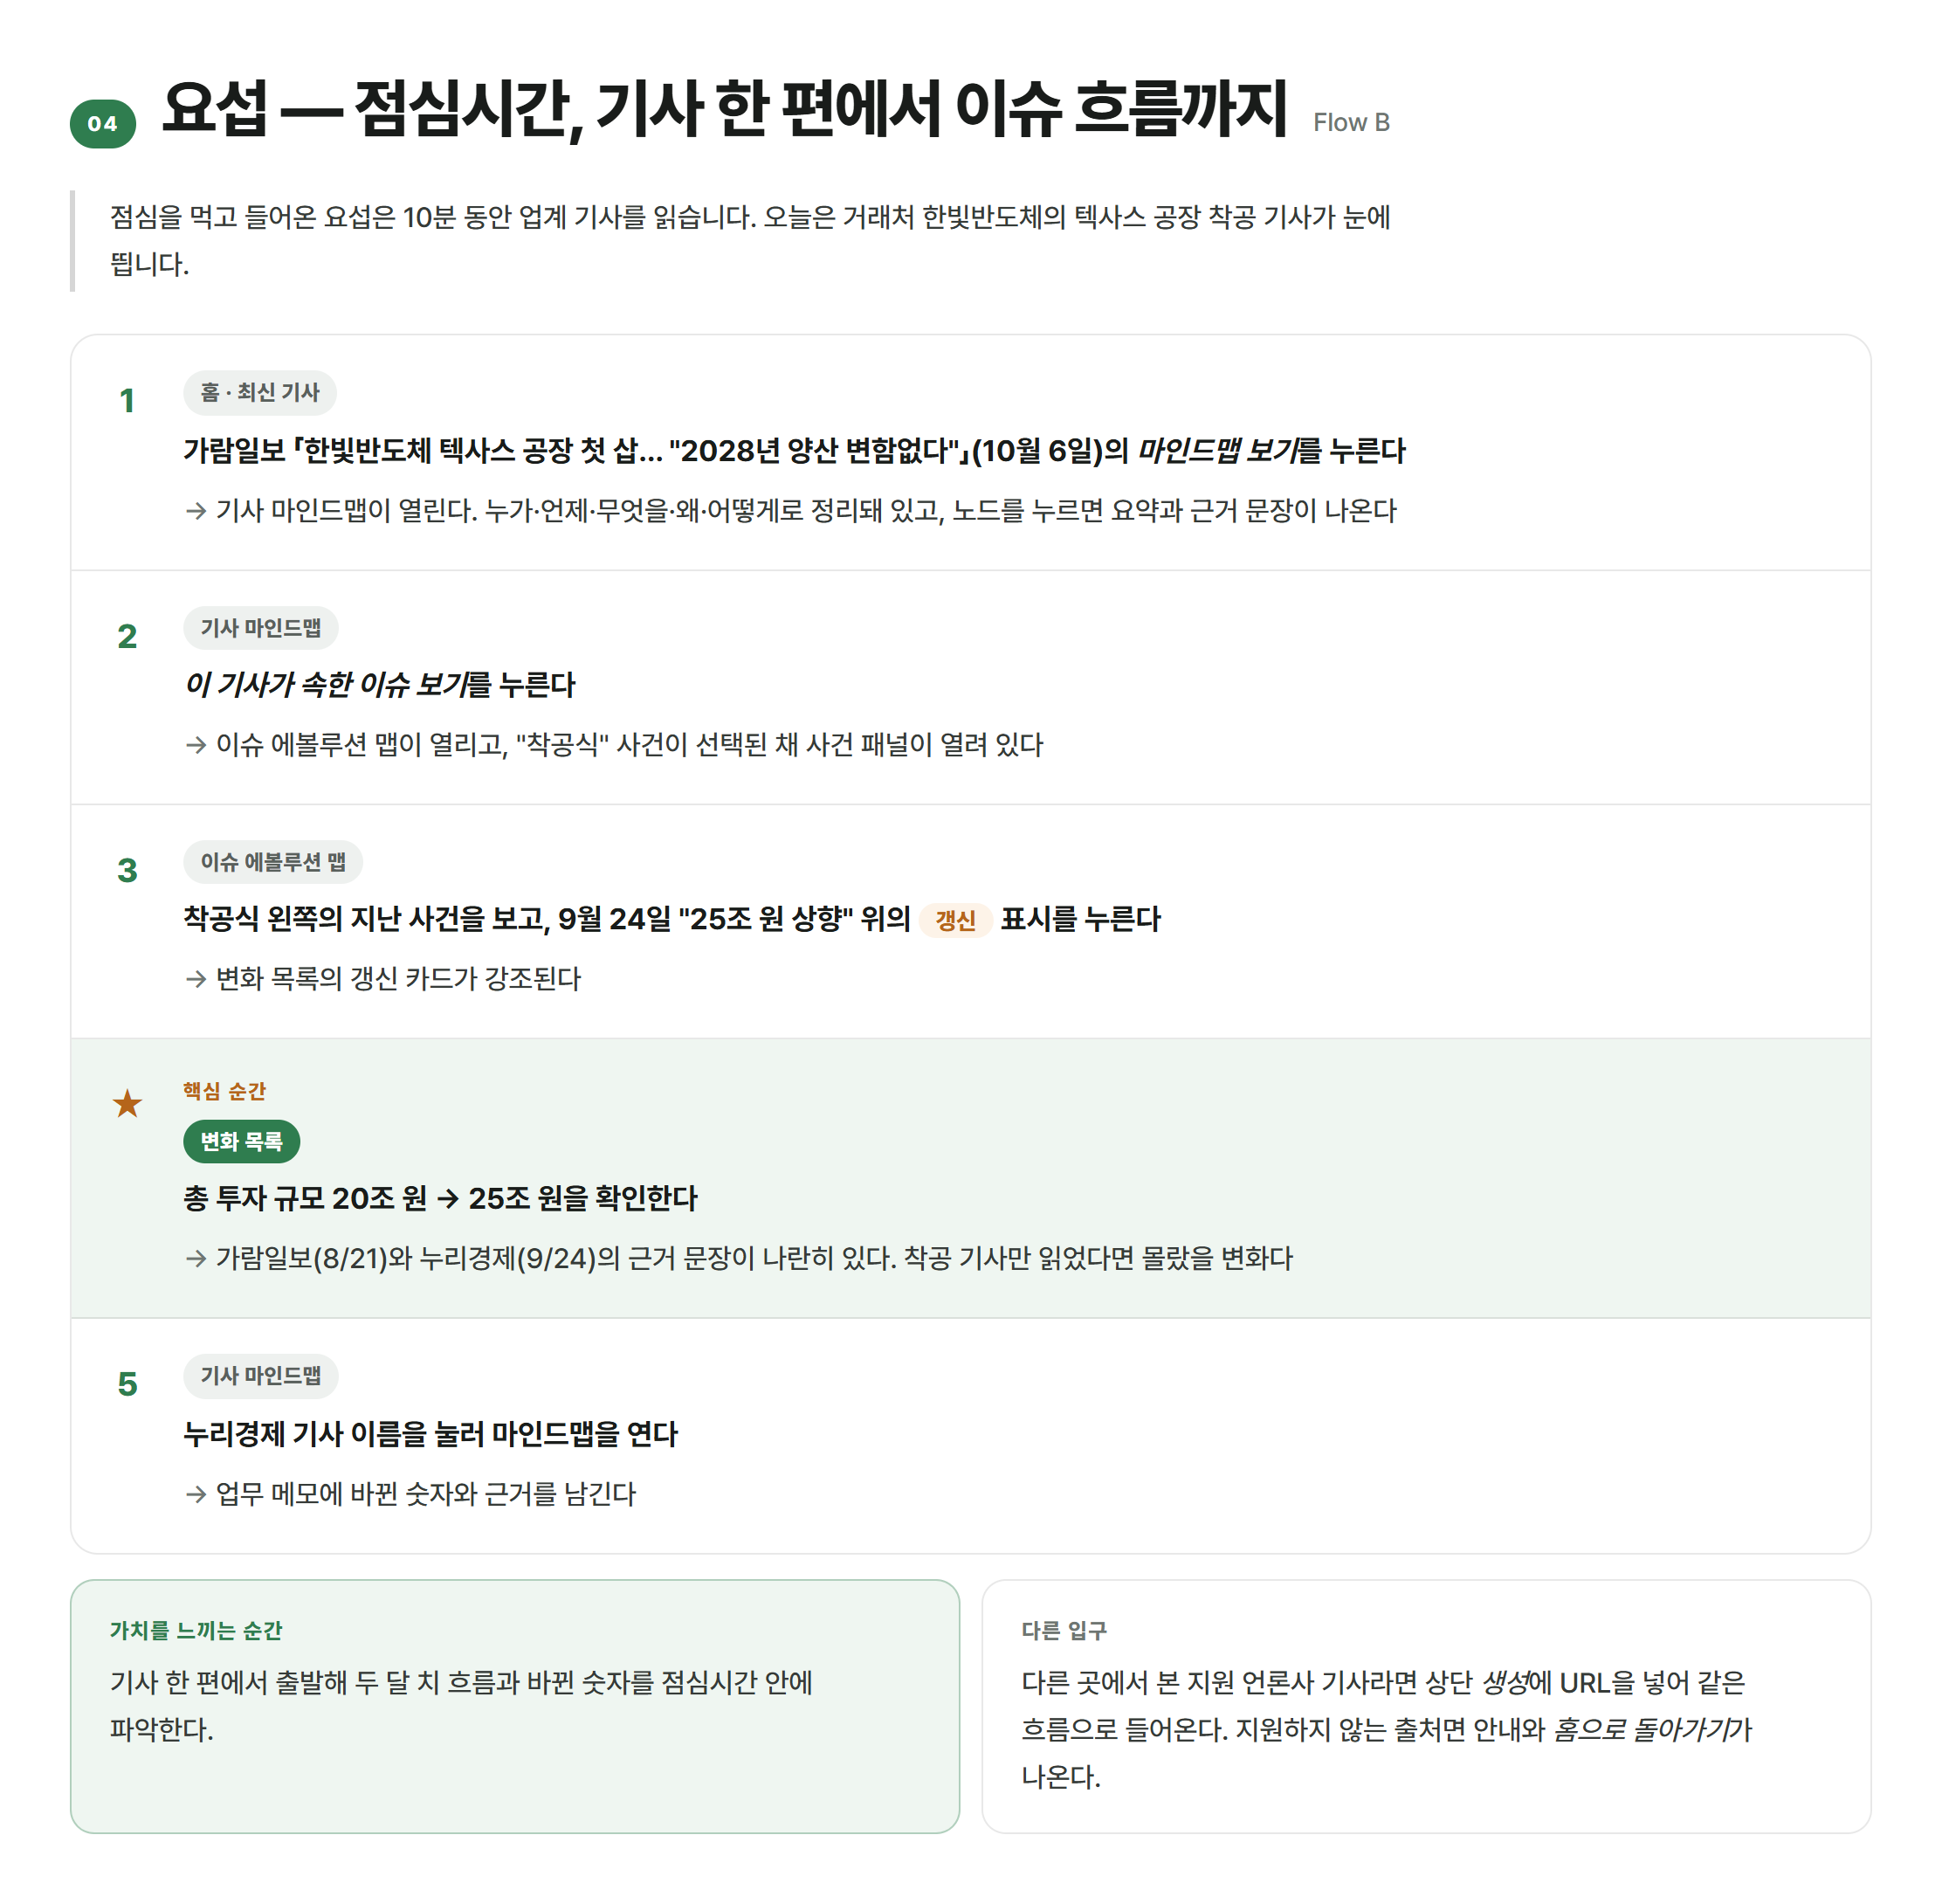 04 요섭 — 점심시간, 기사 한 편에서 이슈 흐름까지 Flow B
점심을 먹고 들어온 요섭은 10분 동안 업계 기사를 읽습니다. 오늘은 거래처 한빛반도체의 텍사스 공장 착공 기사가 눈에
띕니다.
1 홈 · 최신 기사
가람일보 「한빛반도체 텍사스 공장 첫 삽… "2028년 양산 변함없다"」(10월 6일)의 마인드맵 보기를 누른다
→ 기사 마인드맵이 열린다. 누가·언제·무엇을·왜·어떻게로 정리돼 있고, 노드를 누르면 요약과 근거 문장이 나온다
2 기사 마인드맵
이 기사가 속한 이슈 보기를 누른다
→ 이슈 에볼루션 맵이 열리고, "착공식" 사건이 선택된 채 사건 패널이 열려 있다
3 이슈 에볼루션 맵
착공식 왼쪽의 지난 사건을 보고, 9월 24일 "25조 원 상향" 위의 갱신 표시를 누른다
→ 변화 목록의 갱신 카드가 강조된다
★ 핵심 순간
변화 목록
총 투자 규모 20조 원 → 25조 원을 확인한다
→ 가람일보(8/21)와 누리경제(9/24)의 근거 문장이 나란히 있다. 착공 기사만 읽었다면 몰랐을 변화다
5 기사 마인드맵
누리경제 기사 이름을 눌러 마인드맵을 연다
→ 업무 메모에 바뀐 숫자와 근거를 남긴다
가치를 느끼는 순간
기사 한 편에서 출발해 두 달 치 흐름과 바뀐 숫자를 점심시간 안에
파악한다.
다른 입구
다른 곳에서 본 지원 언론사 기사라면 상단 생성에 URL을 넣어 같은
흐름으로 들어온다. 지원하지 않는 출처면 안내와 홈으로 돌아가기가
나온다.